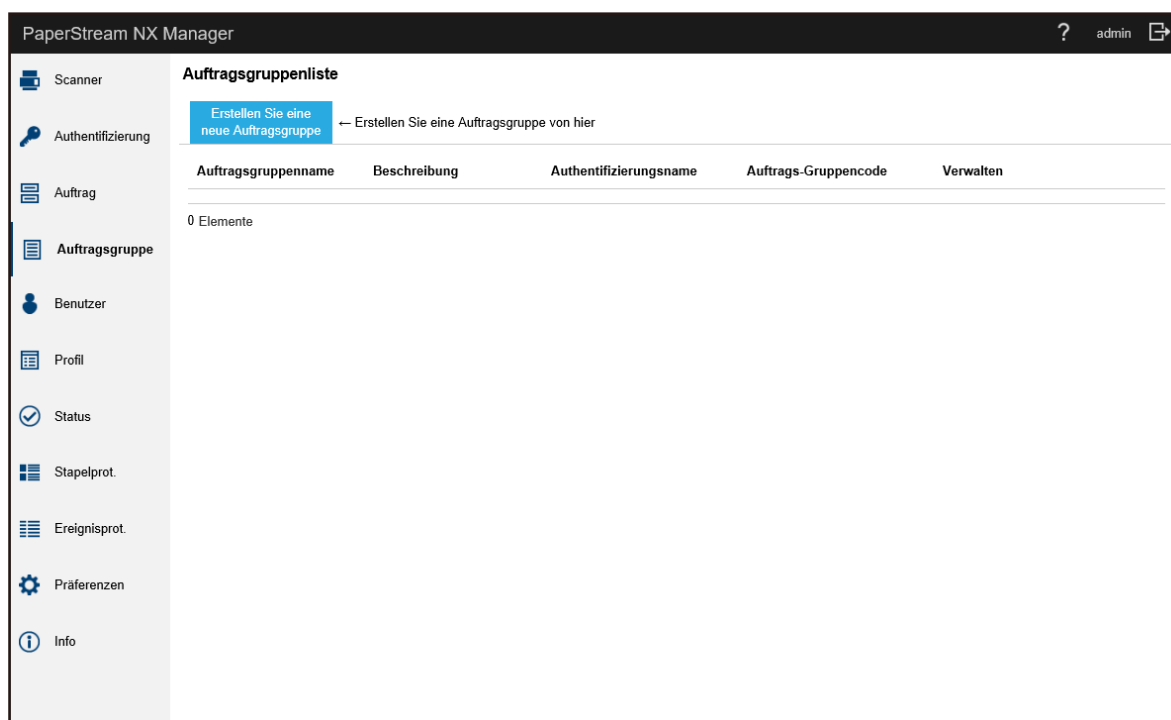 PaperStream NX Manager
? admin
Scanner
Authentifizierung
Auftrag
Auftragsgruppe
Benutzer
Profil
Status
Stapelprot.
Ereignisprot.
Präferenzen
Info
Auftragsgruppenliste
Erstellen Sie eine
neue Auftragsgruppe
← Erstellen Sie eine Auftragsgruppe von hier
Auftragsgruppenname Beschreibung Authentifizierungsname Auftrags-Gruppencode Verwalten
0 Elemente